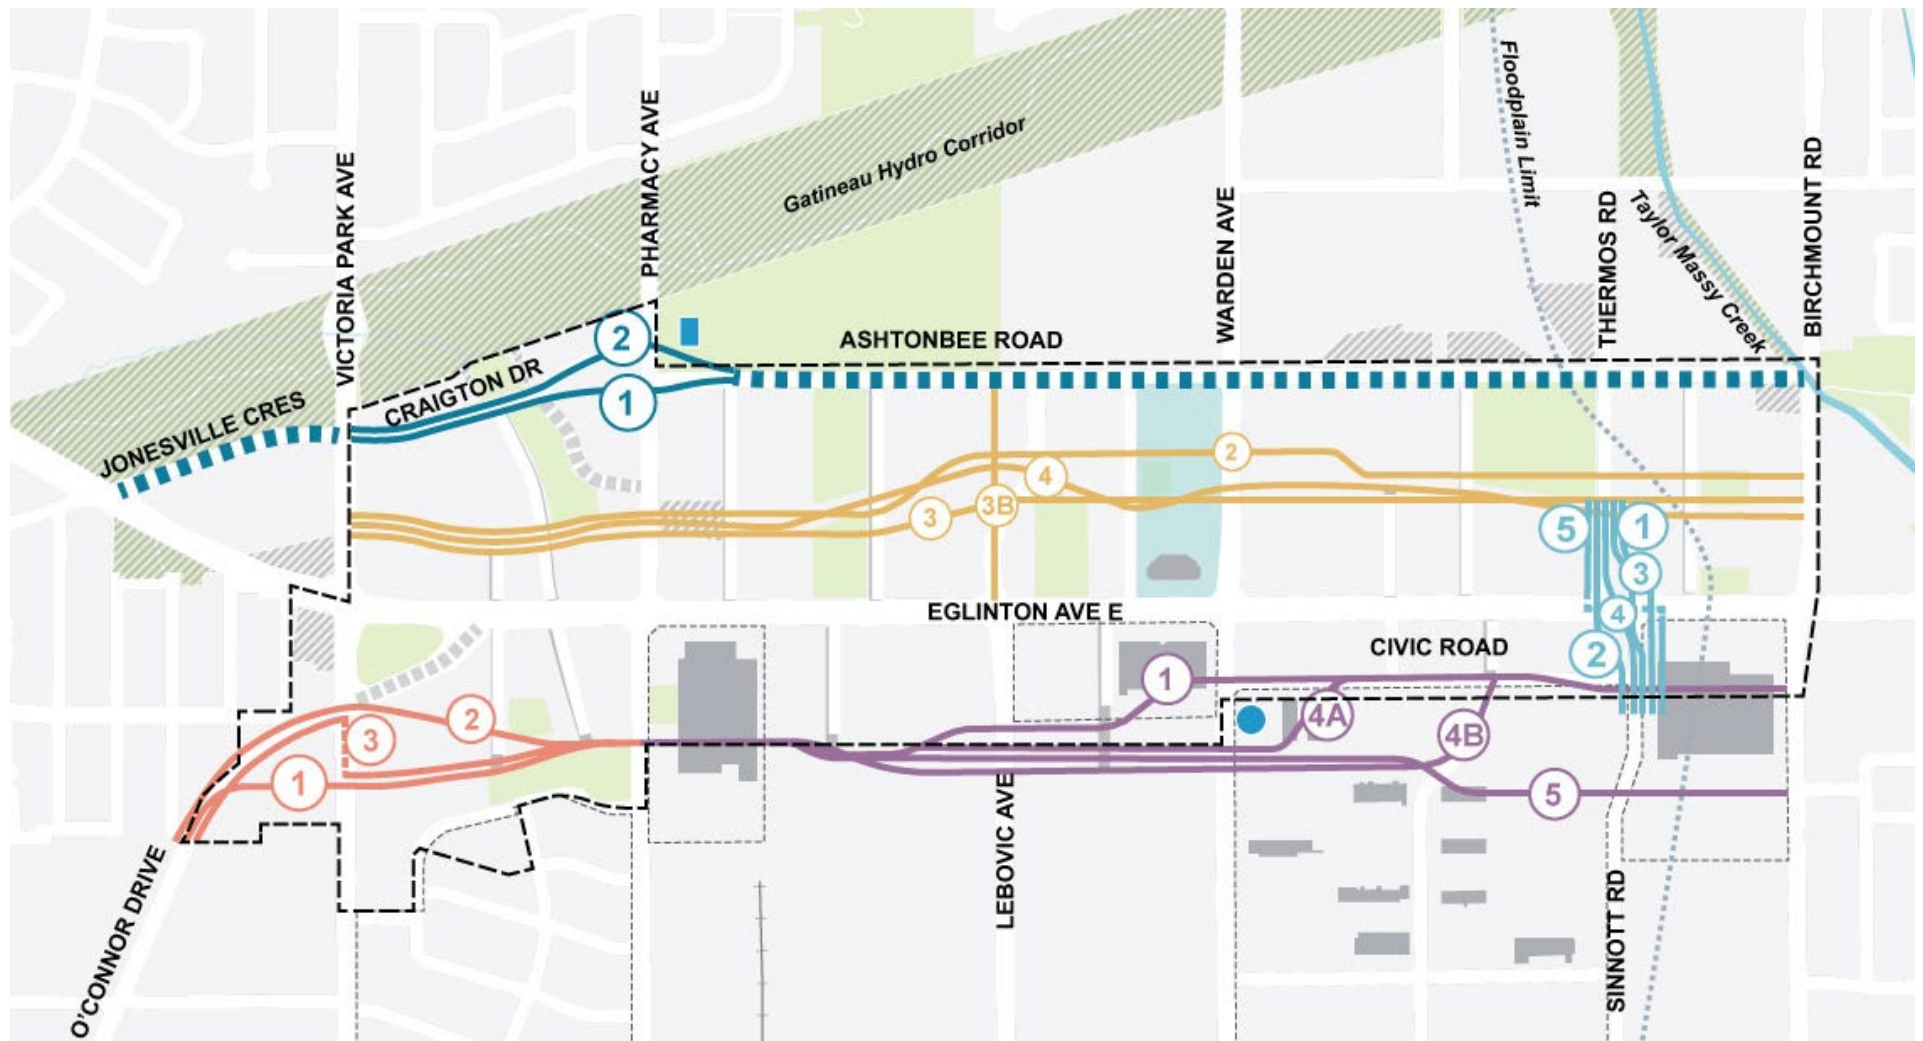 Floodplain Limit
PHARMACY AVE
Gatineau Hydro Corridor
VICTORIA PARK AVE
WARDEN AVE
THERMOS RD
Taylor Massy Creek
BIRCHMOUNT RD
2
ASHTONBEE ROAD
CRAIGTON DR
1
JONESVILLE CRES
2
4
3B
3
5
1
3
4
EGLINTON AVE E
CIVIC ROAD
2
1
2
4A
3
4B
1
5
LEBOVIC AVE
O'CONNOR DRIVE
SINNOTT RD